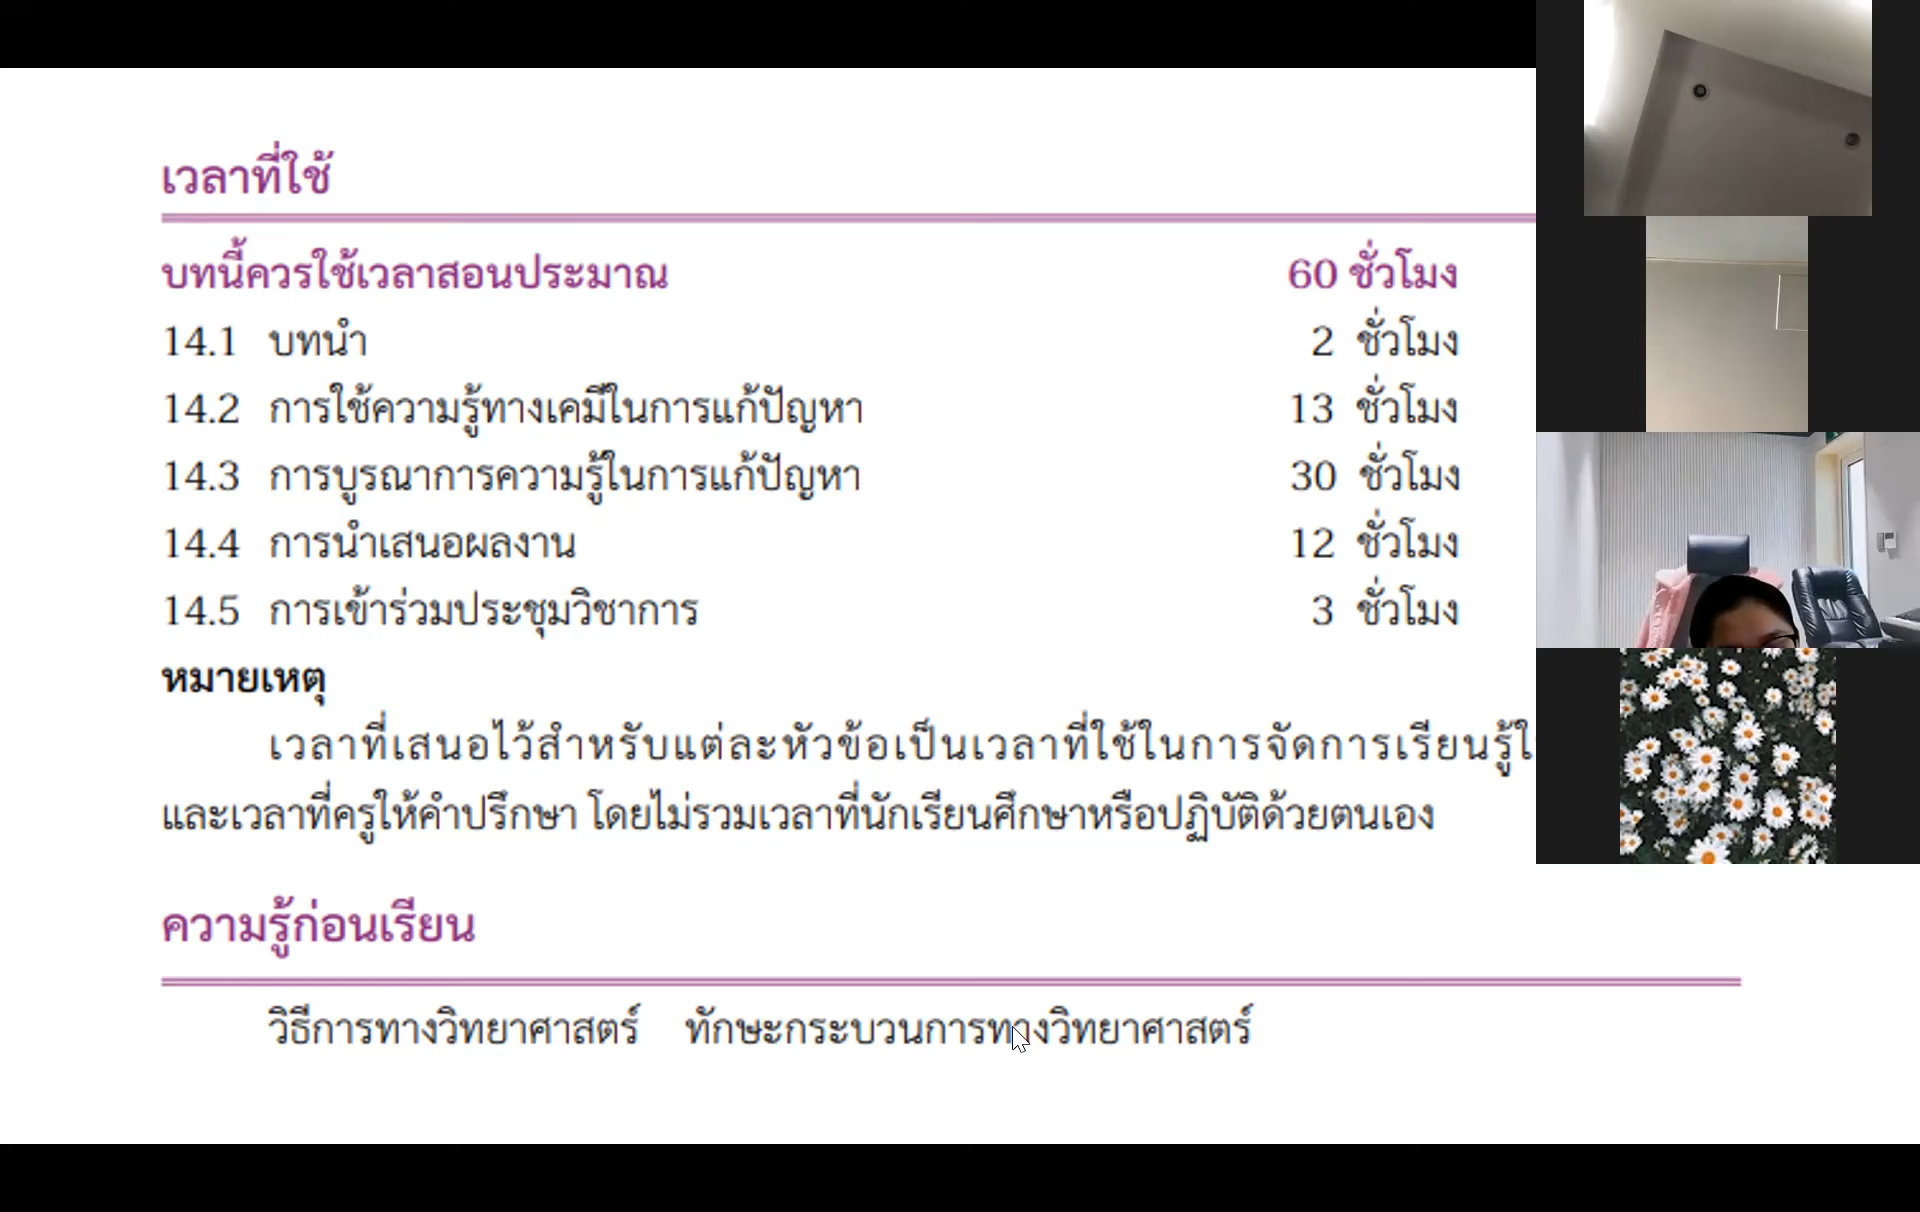 เวลาที่ใช้
บทนี้ควรใช้เวลาสอนประมาณ 60 ชั่วโมง
14.1 บทนำ 2 ชั่วโมง
14.2 การใช้ความรู้ทางเคมีในการแก้ปัญหา 13 ชั่วโมง
14.3 การบูรณาการความรู้ในการแก้ปัญหา 30 ชั่วโมง
14.4 การนำเสนอผลงาน 12 ชั่วโมง
14.5 การเข้าร่วมประชุมวิชาการ 3 ชั่วโมง
หมายเหตุ
เวลาที่เสนอไว้สำหรับแต่ละหัวข้อเป็นเวลาที่ใช้ในการจัดการเรียนรู้
และเวลาที่ครูให้คำปรึกษา โดยไม่รวมเวลาที่นักเรียนศึกษาหรือปฏิบัติด้วยตนเอง
ความรู้ก่อนเรียน
วิธีการทางวิทยาศาสตร์ ทักษะกระบวนการทางวิทยาศาสตร์